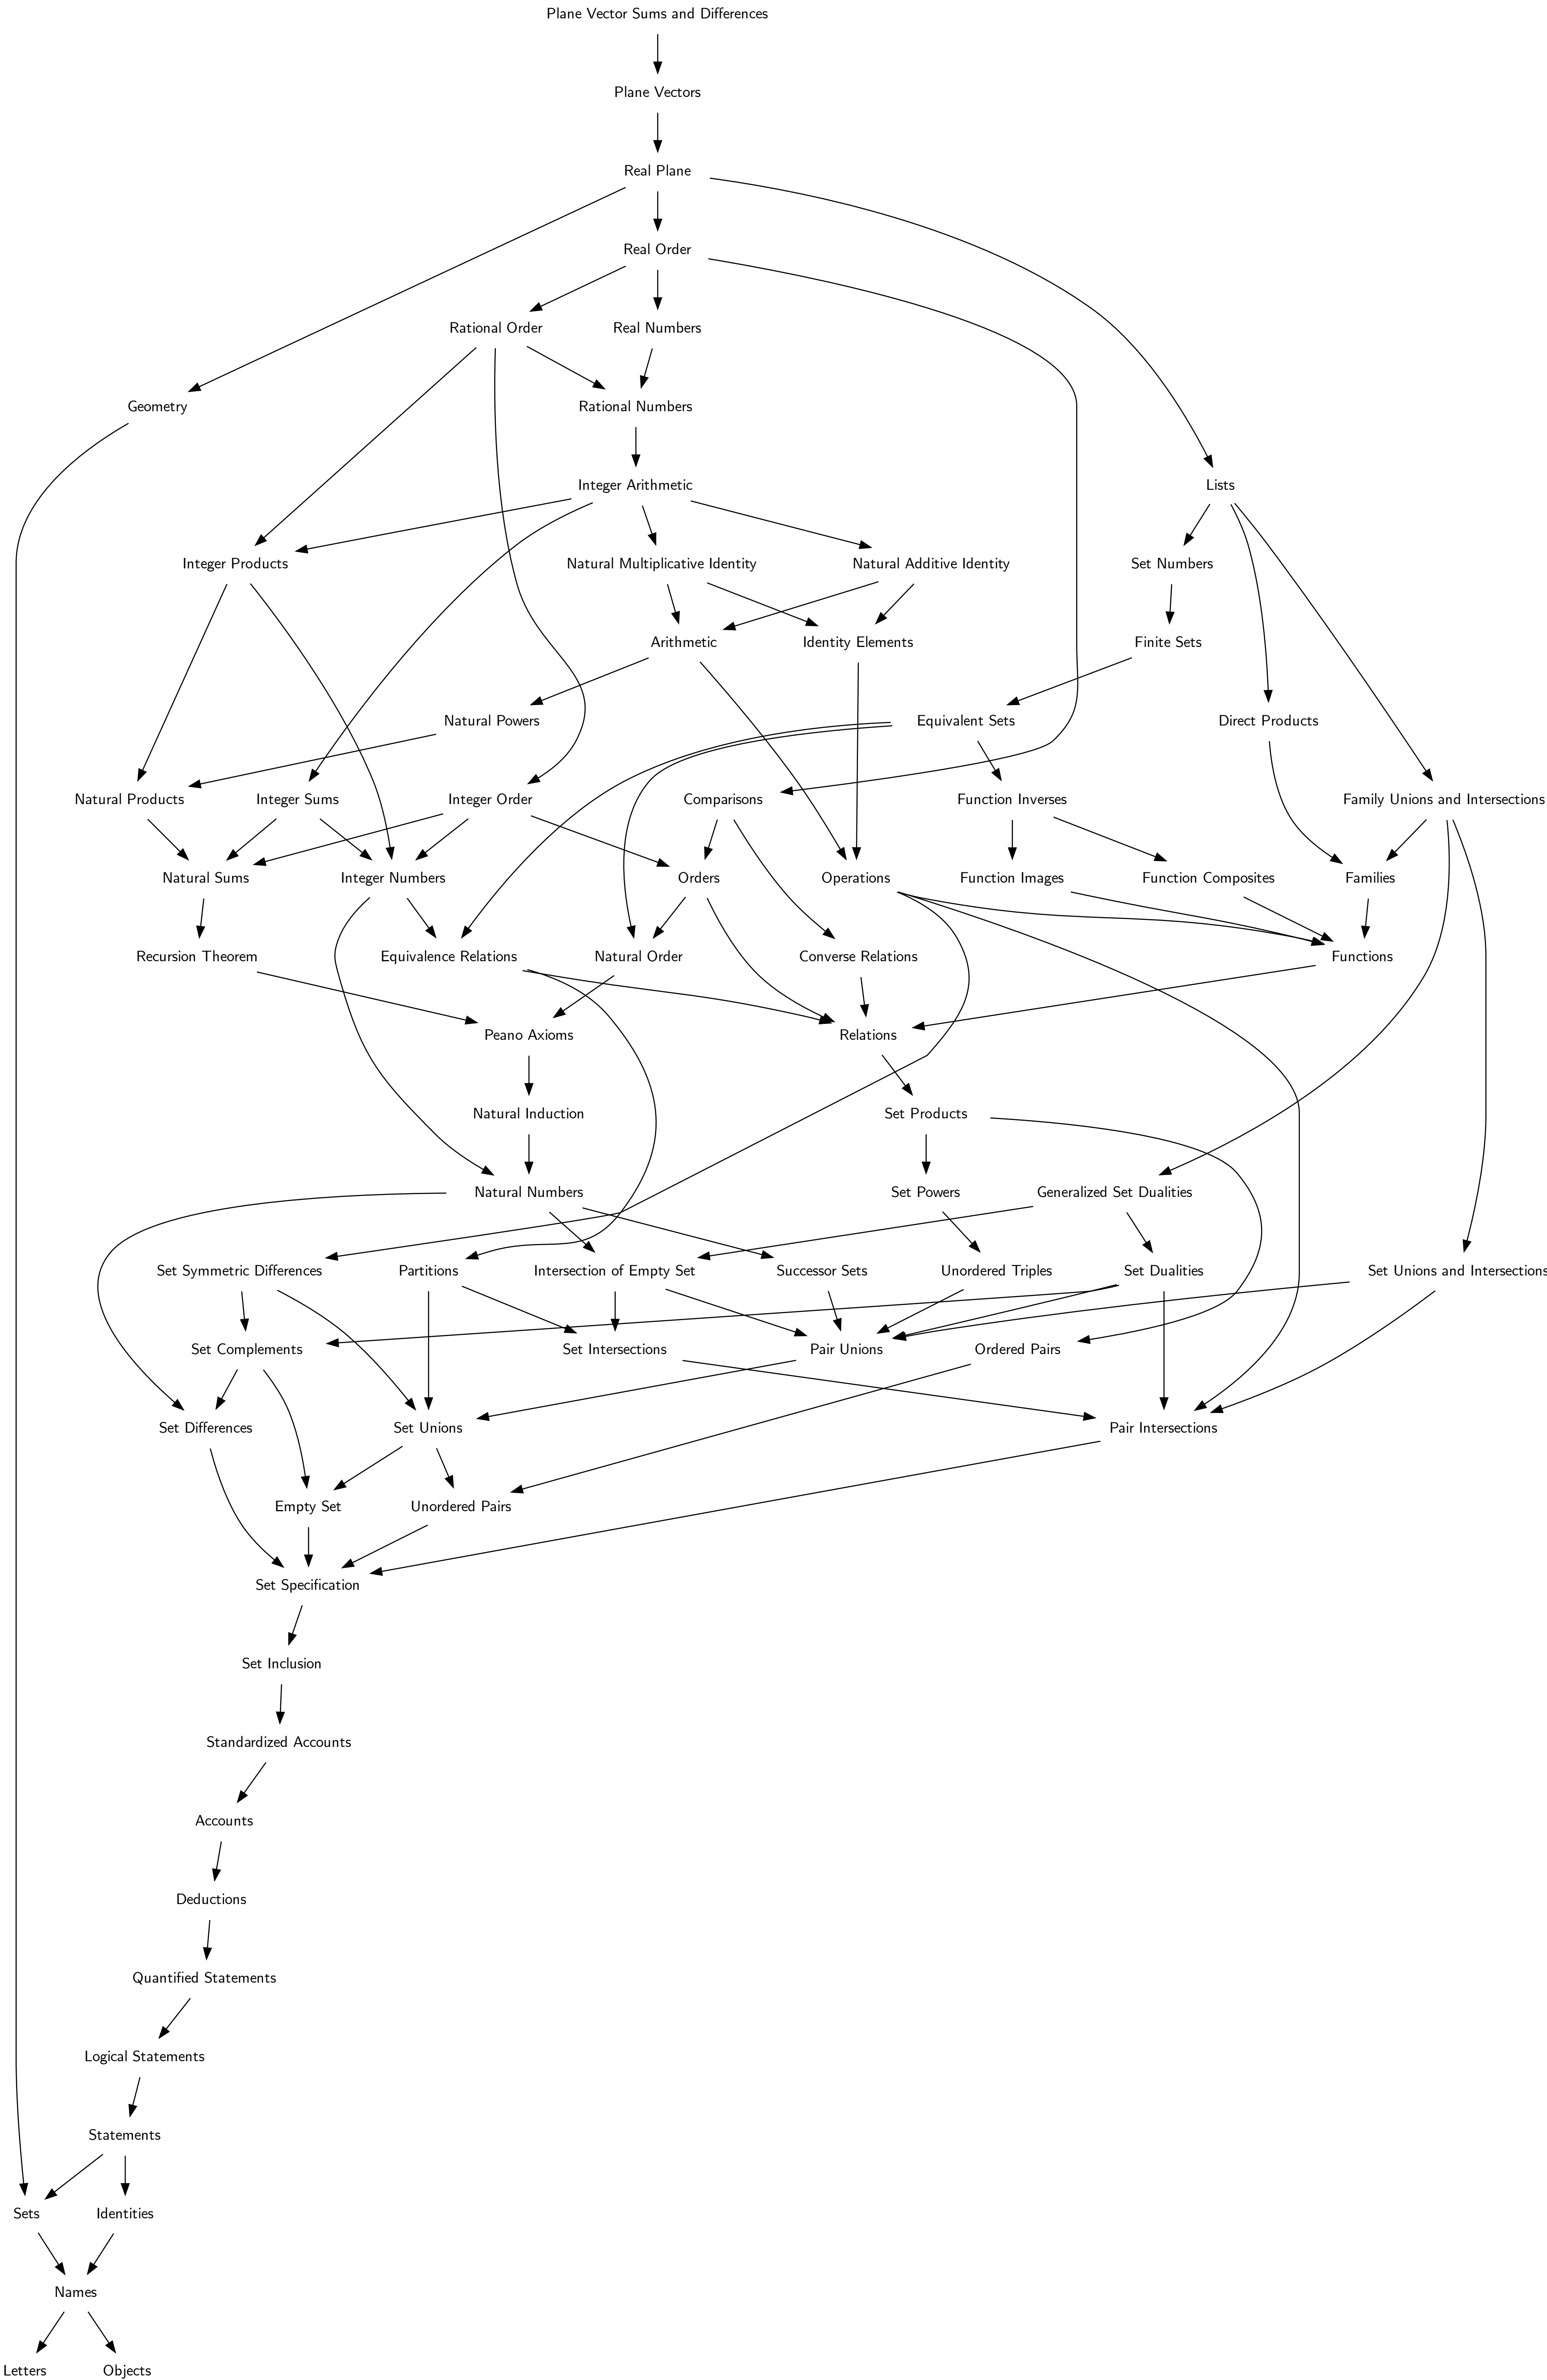 Plane Vector Sums and Differences
Plane Vectors
Real Plane
Real Order
Rational Order
Real Numbers
Geometry
Rational Numbers
Integer Arithmetic
Lists
Integer Products
Natural Multiplicative Identity
Natural Additive Identity
Set Numbers
Arithmetic
Identity Elements
Finite Sets
Natural Powers
Equivalent Sets
Direct Products
Natural Products
Integer Sums
Integer Order
Comparisons
Function Inverses
Family Unions and Intersections
Natural Sums
Integer Numbers
Orders
Operations
Function Images
Function Composites
Families
Recursion Theorem
Equivalence Relations
Natural Order
Converse Relations
Functions
Peano Axioms
Relations
Natural Induction
Set Products
Natural Numbers
Set Powers
Generalized Set Dualities
Set Symmetric Differences
Partitions
Intersection of Empty Set
Successor Sets
Unordered Triples
Set Dualities
Set Unions and Intersections
Set Complements
Set Intersections
Pair Unions
Ordered Pairs
Set Differences
Set Unions
Pair Intersections
Empty Set
Unordered Pairs
Set Specification
Set Inclusion
Standardized Accounts
Accounts
Deductions
Quantified Statements
Logical Statements
Statements
Sets
Identities
Names
Letters
Objects